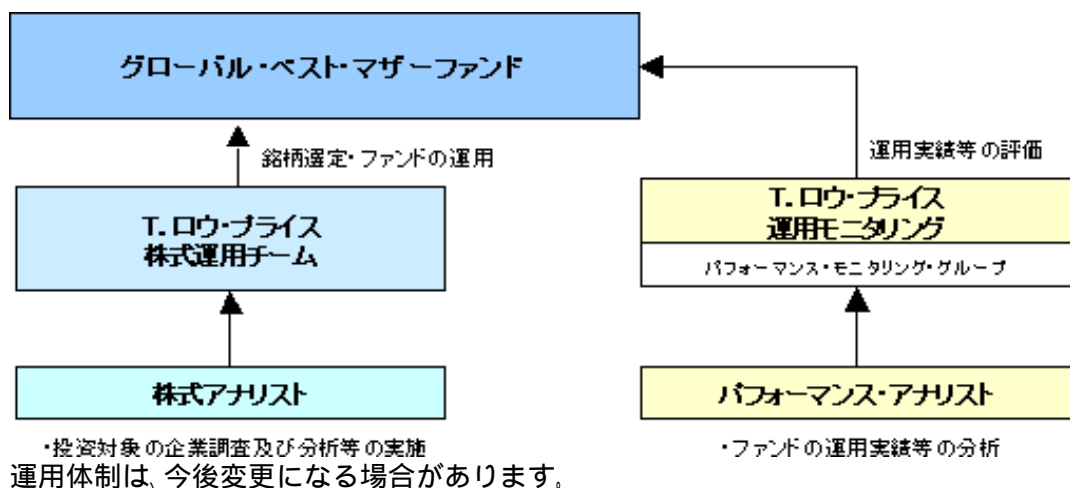 グローバル・ベスト・マザーファンド
銘柄選定・ファンドの運用
運用実績等の評価
T.ロウ・プライス
株式運用チーム
T.ロウ・プライス
運用モニタリング
パフォーマンス・モニタリング・グループ
株式アナリスト
パフォーマンス・アナリスト
・投資対象の企業調査及び分析等の実施
・ファンドの運用実績等の分析
運用体制は、今後変更になる場合があります。